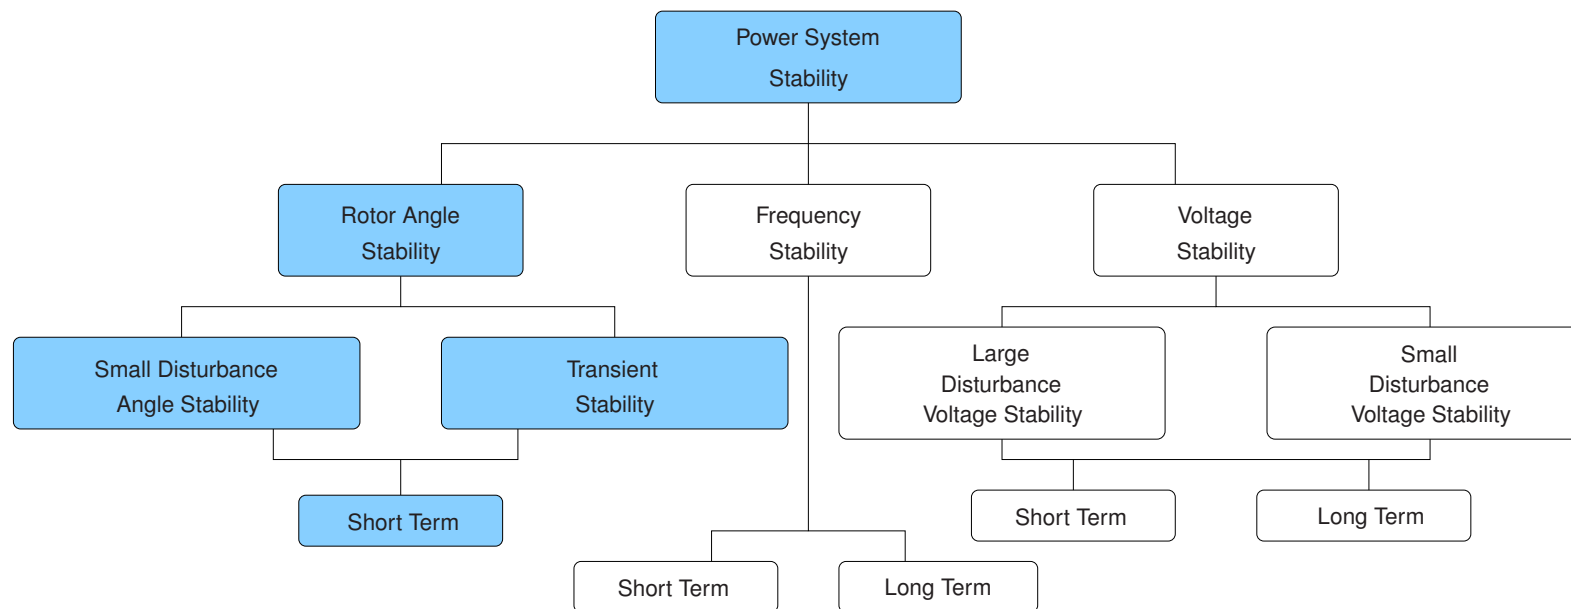 Power System
Stability
Rotor Angle
Stability
Frequency
Stability
Voltage
Stability
Small Disturbance
Angle Stability
Transient
Stability
Large
Disturbance
Voltage Stability
Small
Disturbance
Voltage Stability
Short Term
Short Term
Long Term
Short Term
Long Term